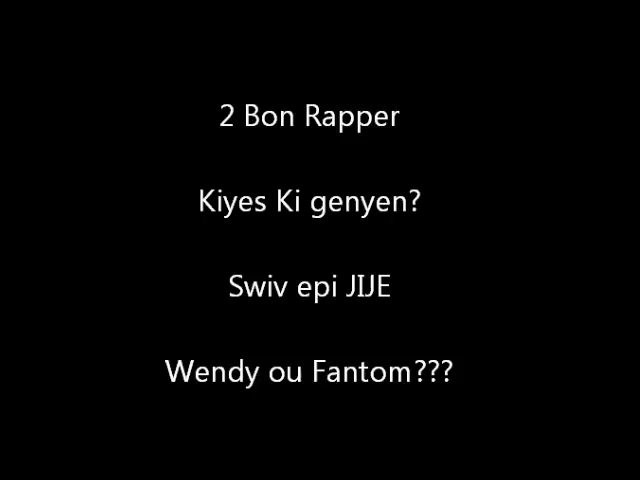 2 Bon Rapper
Kiyes Ki genyen?
Swiv epi JIJE
Wendy ou Fantom???